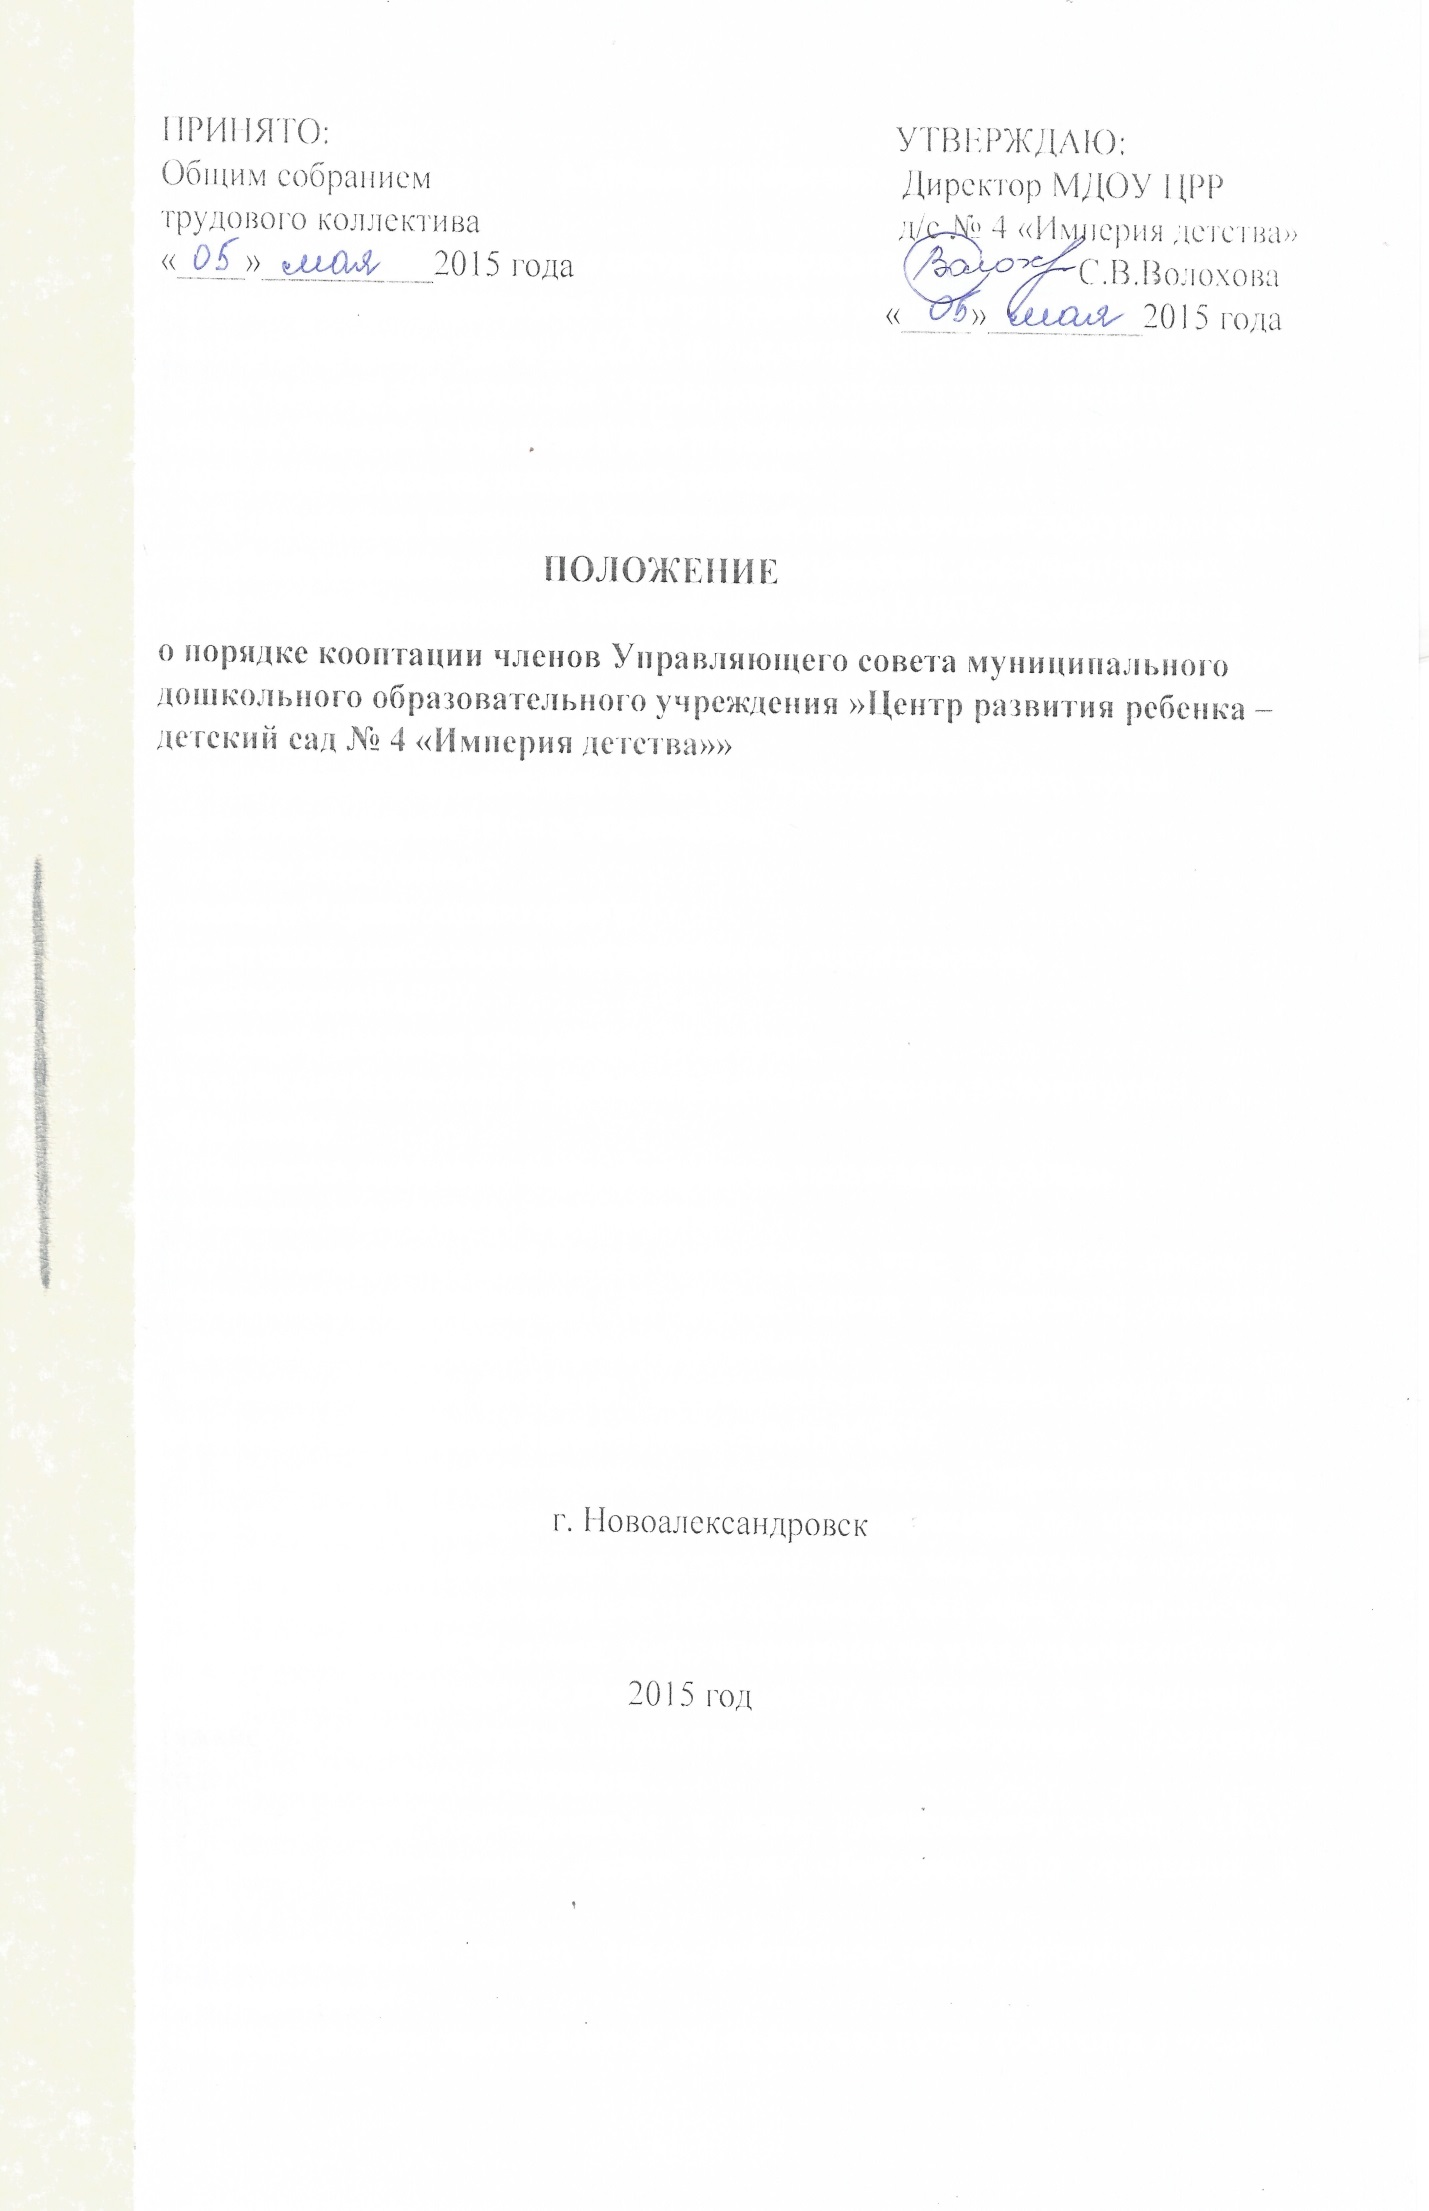 ПРИНЯТО:
Общим собранием
трудового коллектива
«05» мая 2015 года
УТВЕРЖДАЮ:
Директор МДОУ ЦРР
д/с № 4 «Империя детства»
Волох С.В.Волохова
«05» мая 2015 года
ПОЛОЖЕНИЕ
о порядке кооптации членов Управляющего совета муниципального
дошкольного образовательного учреждения »Центр развития ребенка –
детский сад № 4 «Империя детства»»
г. Новоалександровск
2015 год